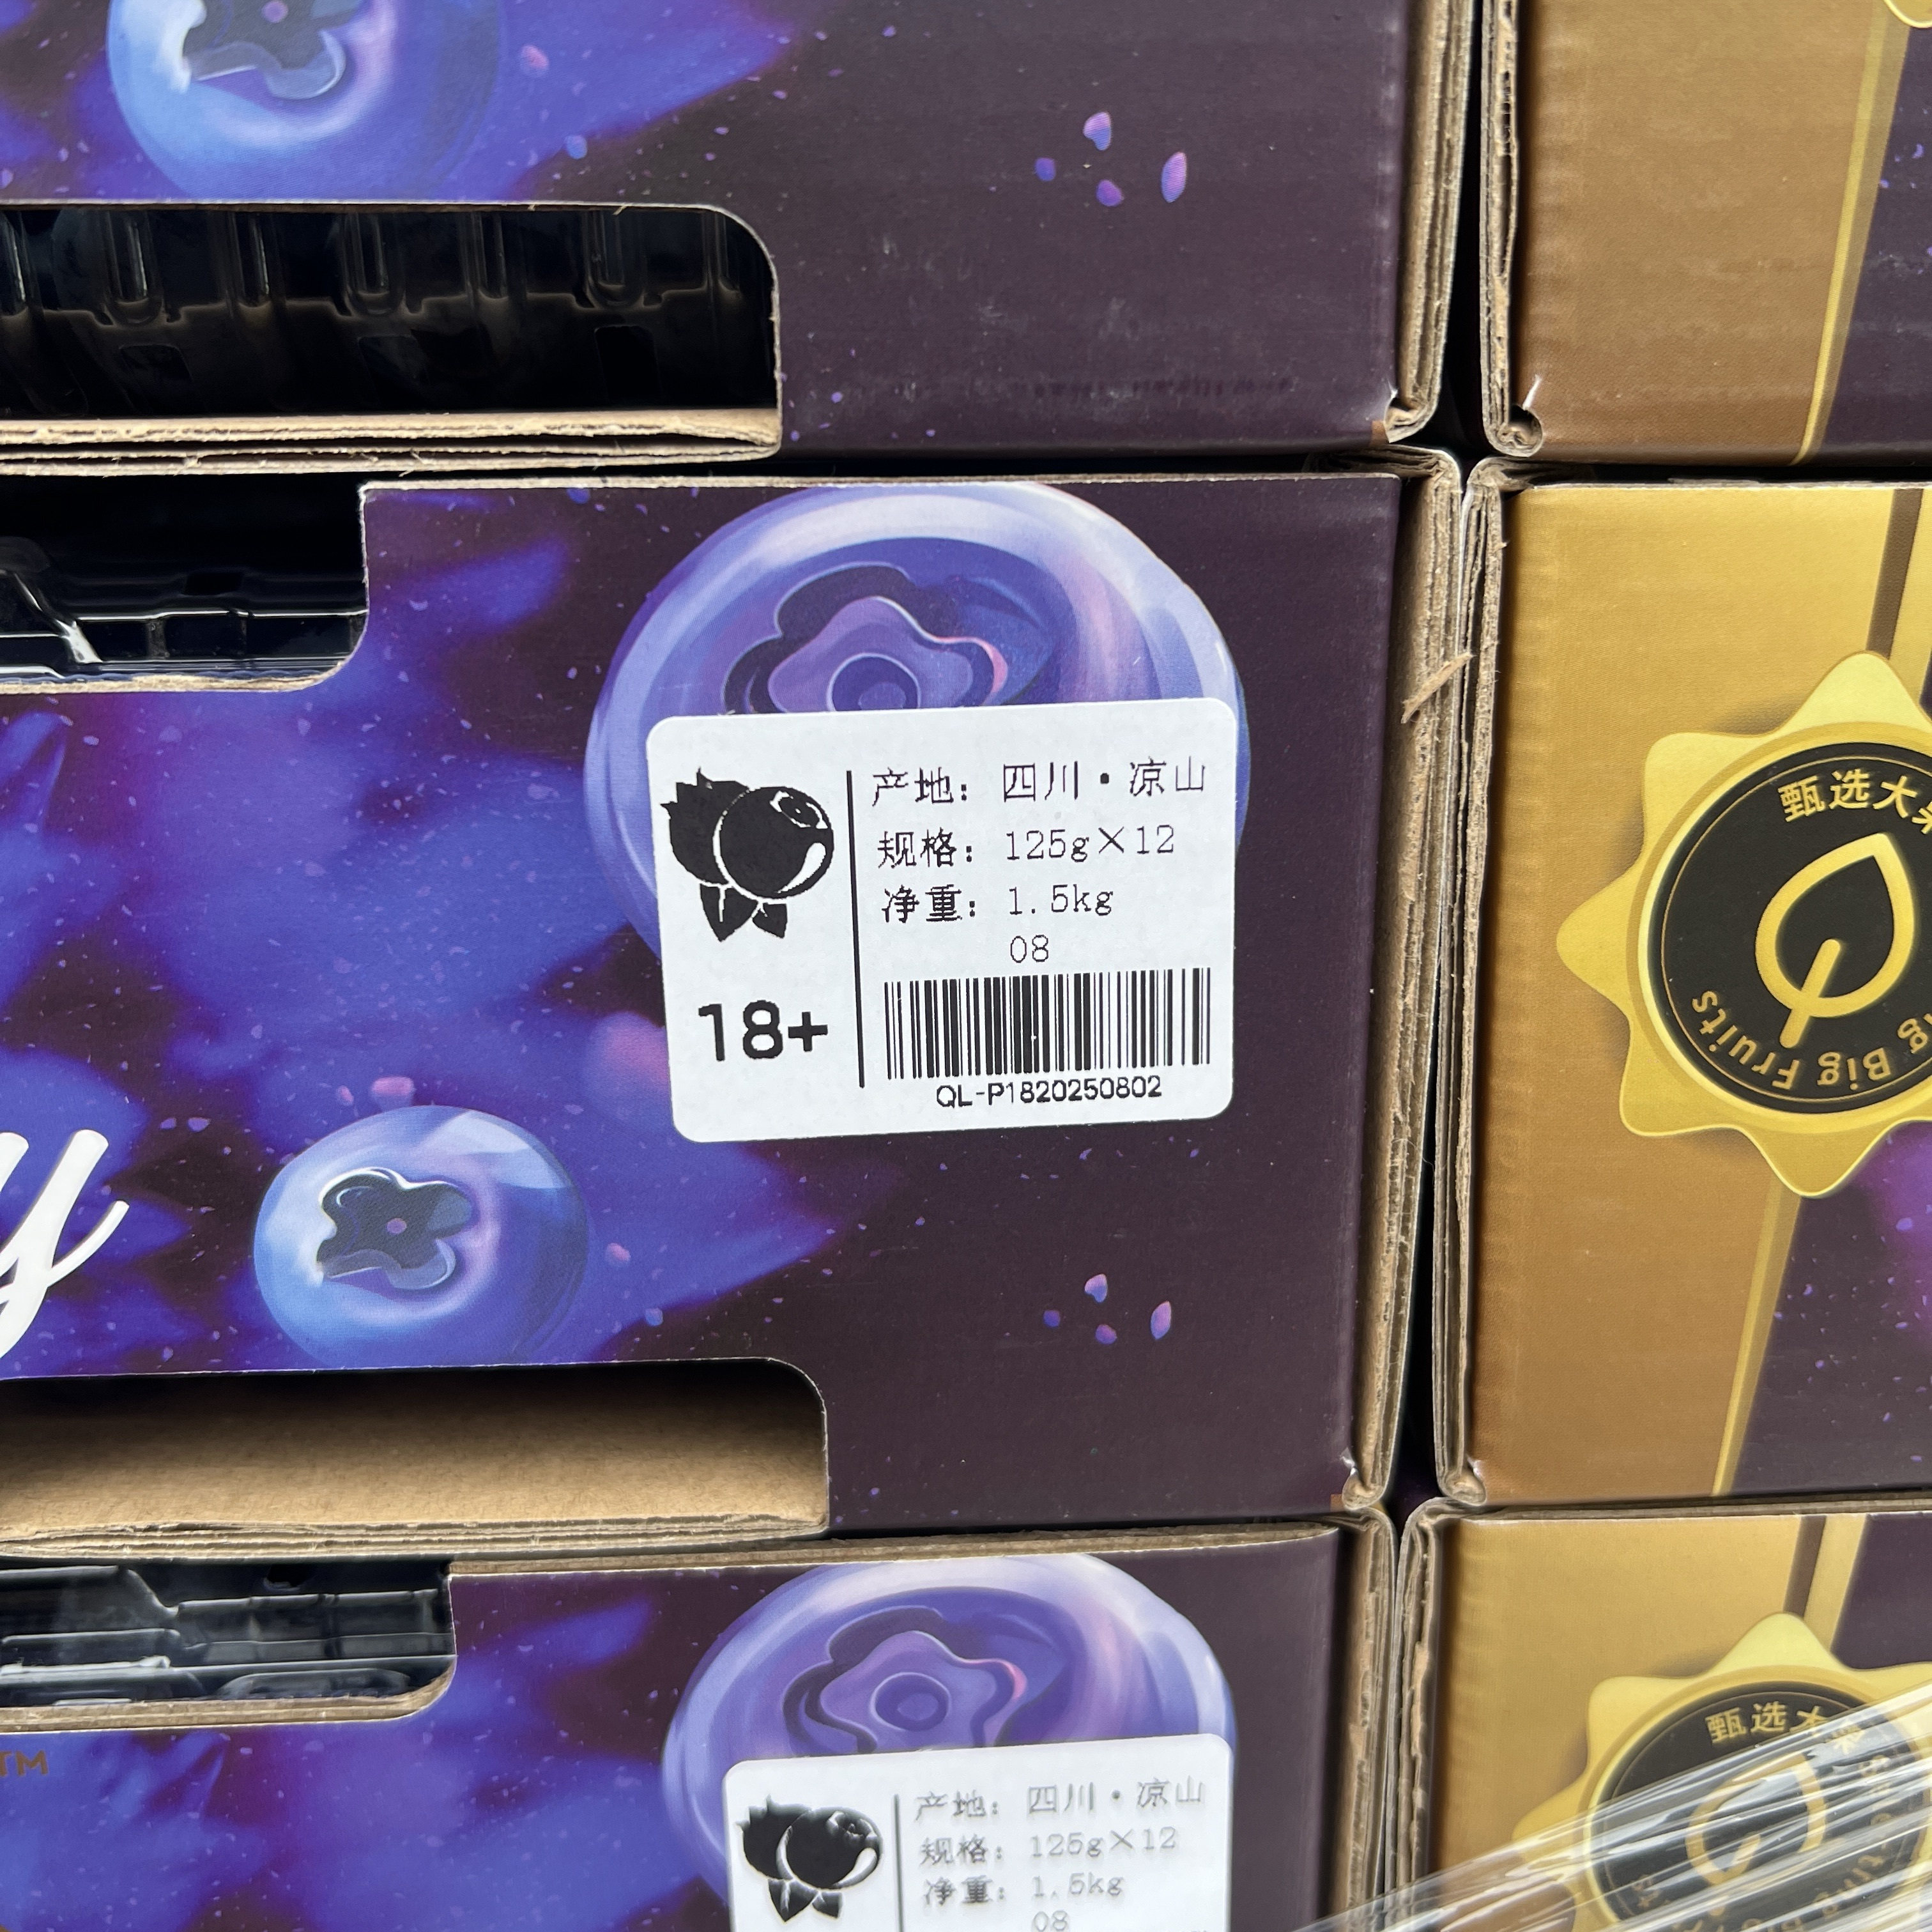 产地：四川·凉山
规格：125g×12
净重：1.5kg
08
18+
QL-P1820250802
y
甄选大
g Big Fruits
TM
产地：四川·凉山
规格：125g×12
净重：1.5kg
08
甄选大